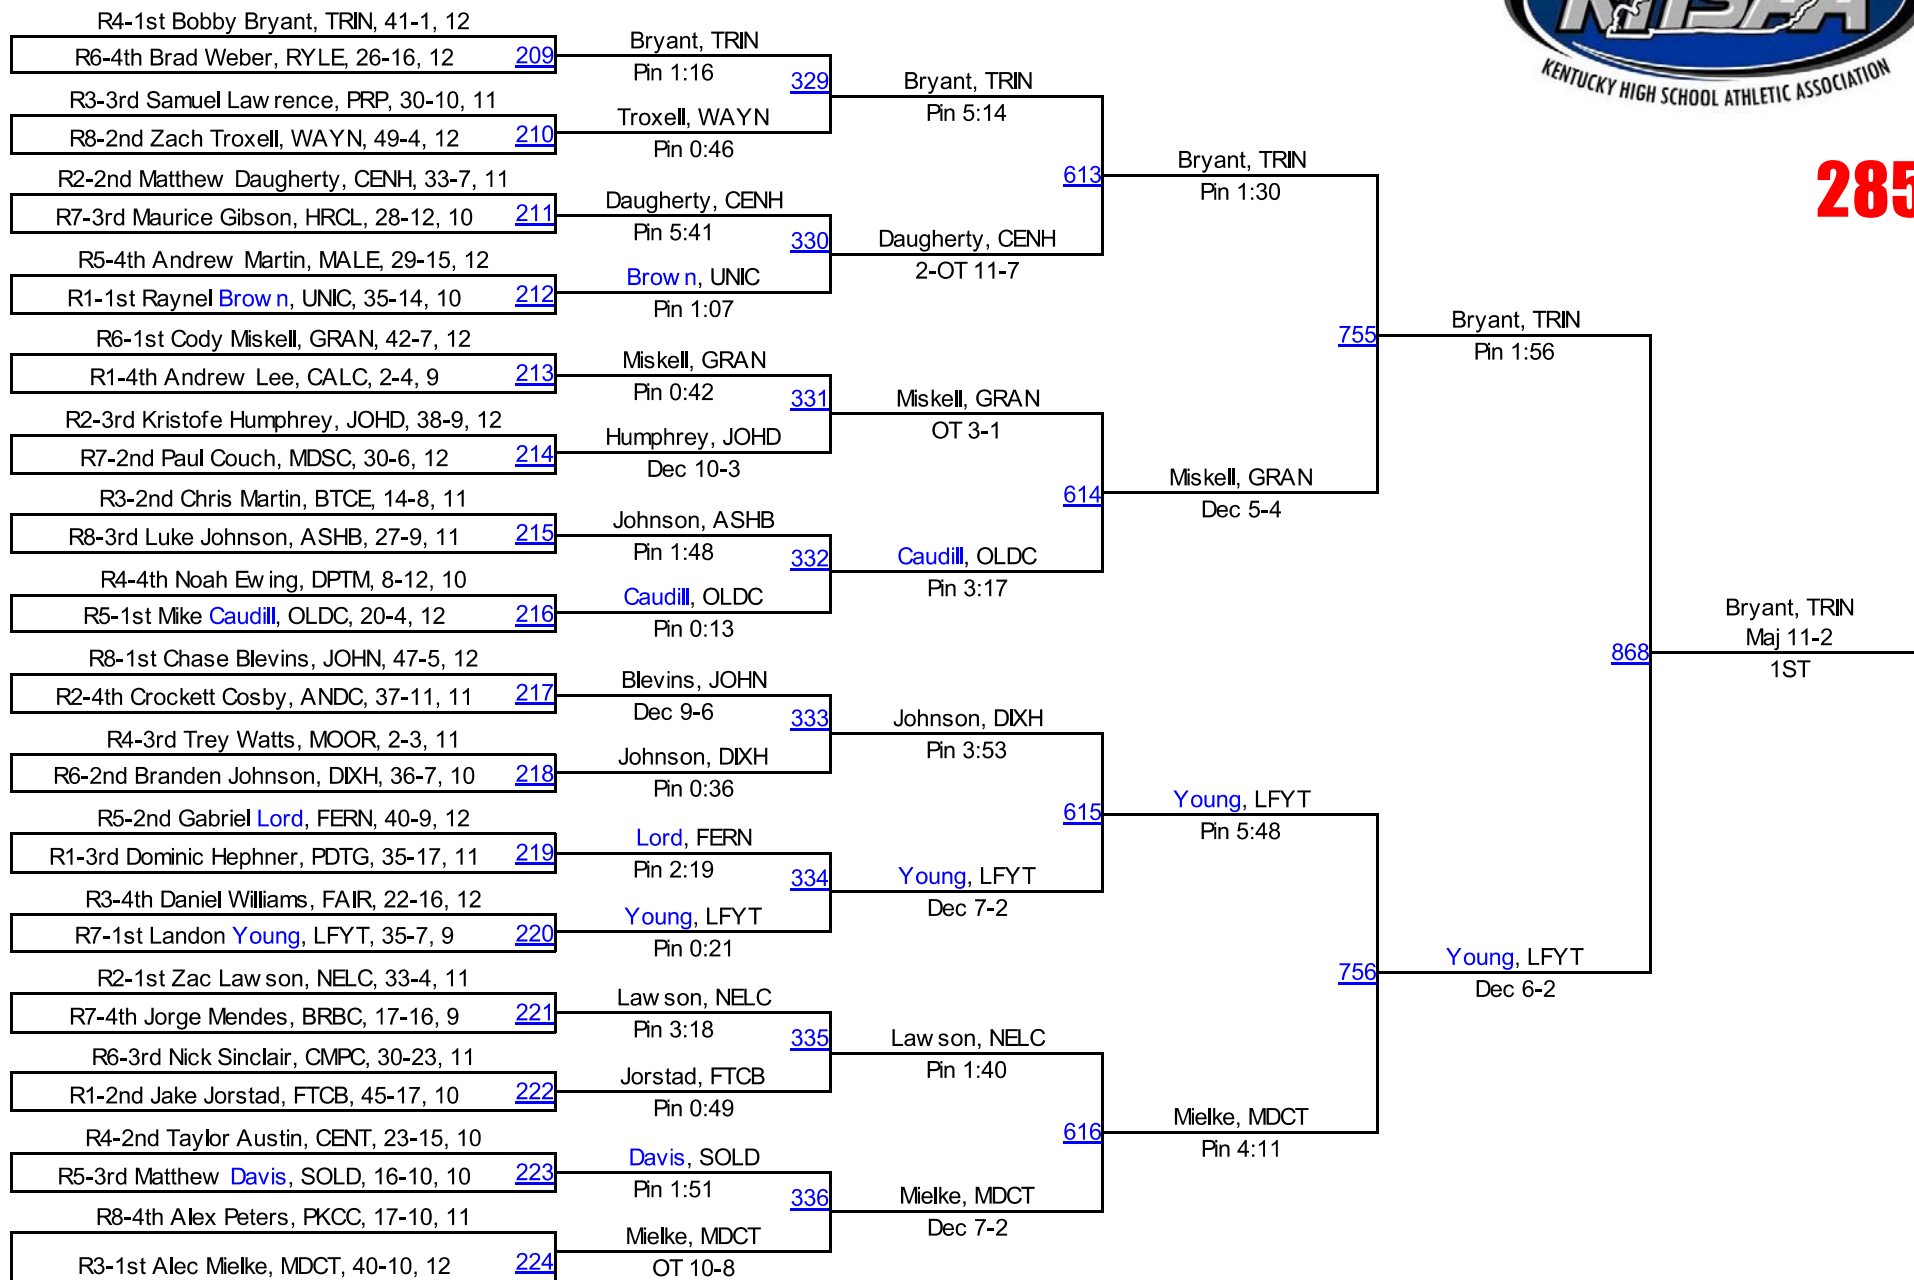 R4-1st Bobby Bryant, TRIN, 41-1, 12
R6-4th Brad Weber, RYLE, 26-16, 12
209
R3-3rd Samuel Lawrence, PRP, 30-10, 11
R8-2nd Zach Troxell, WAYN, 49-4, 12
210
R2-2nd Matthew Daugherty, CENH, 33-7, 11
R7-3rd Maurice Gibson, HRCL, 28-12, 10
211
R5-4th Andrew Martin, MALE, 29-15, 12
R1-1st Raynel Brown, UNIC, 35-14, 10
212
R6-1st Cody Miskell, GRAN, 42-7, 12
R1-4th Andrew Lee, CALC, 2-4, 9
213
R2-3rd Kristofe Humphrey, JOHD, 38-9, 12
R7-2nd Paul Couch, MDSC, 30-6, 12
214
R3-2nd Chris Martin, BTCE, 14-8, 11
R8-3rd Luke Johnson, ASHB, 27-9, 11
215
R4-4th Noah Ewing, DPTM, 8-12, 10
R5-1st Mike Caudill, OLDC, 20-4, 12
216
R8-1st Chase Blevins, JOHN, 47-5, 12
R2-4th Crockett Cosby, ANDC, 37-11, 11
217
R4-3rd Trey Watts, MOOR, 2-3, 11
R6-2nd Branden Johnson, DIXH, 36-7, 10
218
R5-2nd Gabriel Lord, FERN, 40-9, 12
R1-3rd Dominic Hephner, PDTG, 35-17, 11
219
R3-4th Daniel Williams, FAIR, 22-16, 12
R7-1st Landon Young, LFYT, 35-7, 9
220
R2-1st Zac Lawson, NELC, 33-4, 11
R7-4th Jorge Mendes, BRBC, 17-16, 9
221
R6-3rd Nick Sinclair, CMPC, 30-23, 11
R1-2nd Jake Jorstad, FTCB, 45-17, 10
222
R4-2nd Taylor Austin, CENT, 23-15, 10
R5-3rd Matthew Davis, SOLD, 16-10, 10
223
R8-4th Alex Peters, PKCC, 17-10, 11
R3-1st Alec Mielke, MDCT, 40-10, 12
224
Bryant, TRIN
Pin 1:16
329
Troxell, WAYN
Pin 0:46
Daugherty, CENH
Pin 5:41
330
Brown, UNIC
Pin 1:07
Miskell, GRAN
Pin 0:42
331
Humphrey, JOHD
Dec 10-3
Johnson, ASHB
Pin 1:48
332
Caudill, OLDC
Pin 0:13
Blevins, JOHN
Dec 9-6
333
Johnson, DIXH
Pin 0:36
Lord, FERN
Pin 2:19
334
Young, LFYT
Pin 0:21
Lawson, NELC
Pin 3:18
335
Jorstad, FTCB
Pin 0:49
Davis, SOLD
Pin 1:51
336
Mielke, MDCT
OT 10-8
Bryant, TRIN
Pin 5:14
613
Daugherty, CENH
2-OT 11-7
Miskell, GRAN
OT 3-1
614
Caudill, OLDC
Pin 3:17
Johnson, DIXH
Pin 3:53
615
Young, LFYT
Dec 7-2
Lawson, NELC
Pin 1:40
616
Mielke, MDCT
Dec 7-2
Bryant, TRIN
Pin 1:30
755
Miskell, GRAN
Dec 5-4
Young, LFYT
Pin 5:48
756
Mielke, MDCT
Pin 4:11
Bryant, TRIN
Pin 1:56
868
Young, LFYT
Dec 6-2
Bryant, TRIN
Maj 11-2
1ST
KHSAA
KENTUCKY HIGH SCHOOL ATHLETIC ASSOCIATION
285